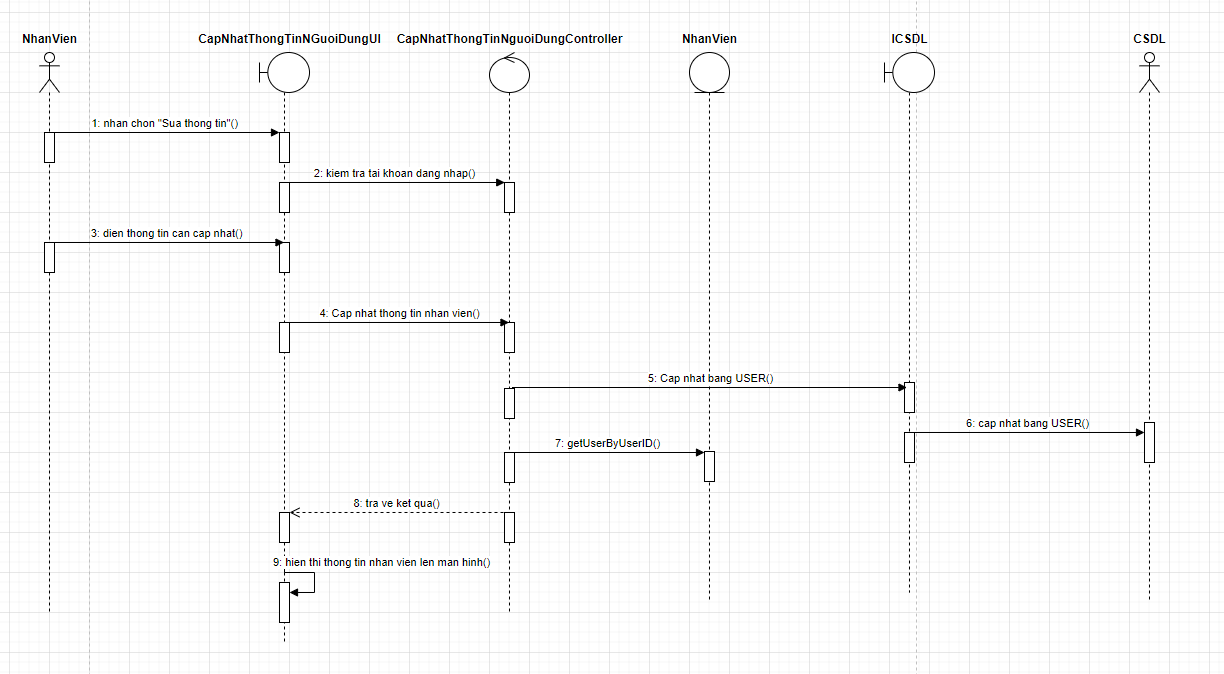 NhanVien
CapNhatThongTinNGuoiDungUI
CapNhatThongTinNguoiDungController
NhanVien
ICSDL
CSDL
1: nhan chon "Sua thong tin"()
2: kiem tra tai khoan dang nhap()
3: dien thong tin can cap nhat()
4: Cap nhat thong tin nhan vien()
5: Cap nhat bang USER()
6: cap nhat bang USER()
7: getUserByUserID()
8: tra ve ket qua()
9: hien thi thong tin nhan vien len man hinh()